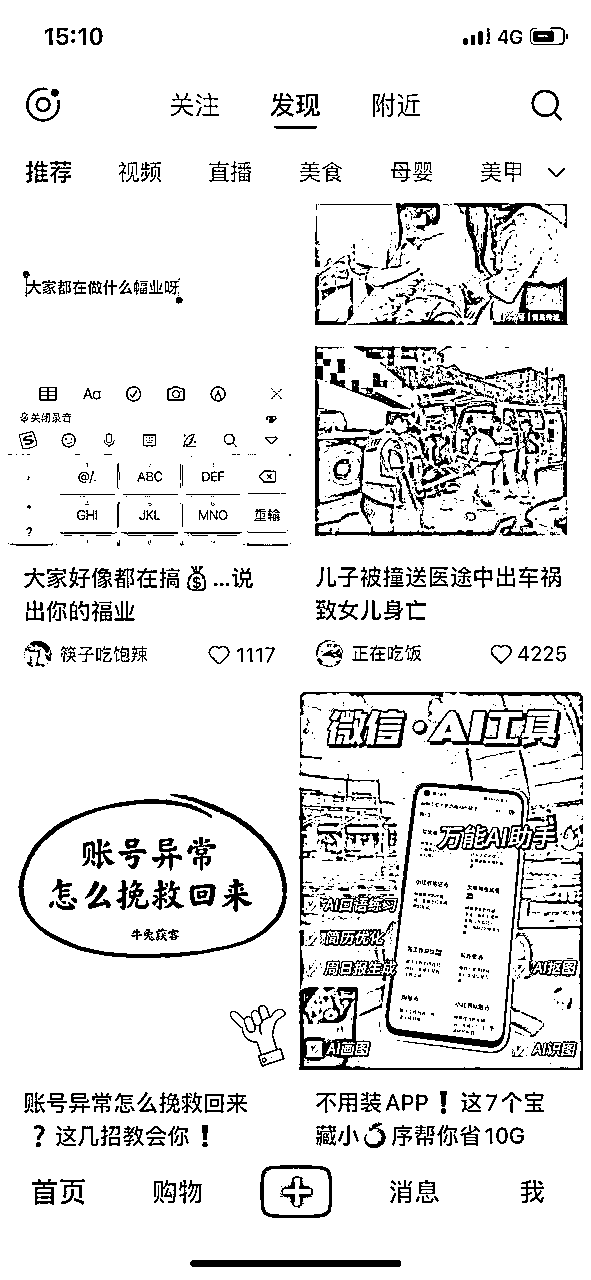 15:10
4G
关注 发现 附近
推荐 视频 直播 美食 母婴 美甲
大家都在做什么幅业呀
Aa
关闭录音
@/. ABC DEF
GHI JKL MNO 重输
?
大家好像都在搞💰...说
出你的福业
筷子吃饱辣 1117
儿子被撞送医途中出车祸
致女儿身亡
正在吃饭 4225
账号异常
怎么挽救回来
牛兔获客
账号异常怎么挽救回来
？这几招教会你！
微信·AI工具
万能AI助手
AI口语练习
简历优化
周日报生成
AI抠图
AI画图
AI识图
不用装APP！这7个宝
藏小🍐序帮你省10G
首页 购物 消息 我